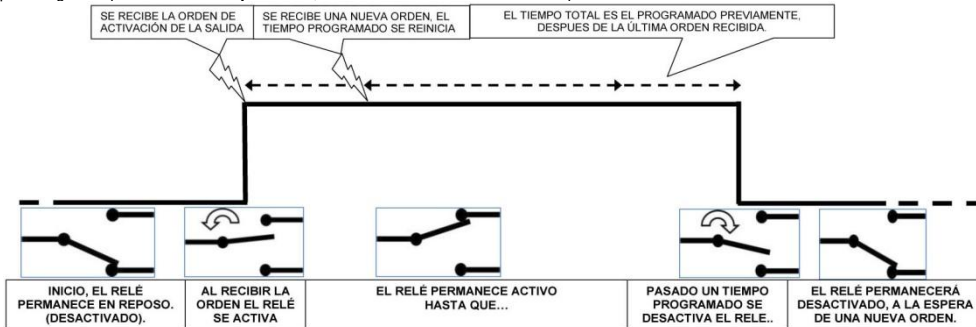 SE RECIBE LA ORDEN DE
ACTIVACIÓN DE LA SALIDA
SE RECIBE UNA NUEVA ORDEN, EL
TIEMPO PROGRAMADO SE REINICIA
EL TIEMPO TOTAL ES EL PROGRAMADO PREVIAMENTE,
DESPUES DE LA ÚLTIMA ORDEN RECIBIDA.
INICIO, EL RELÉ
PERMANECE EN REPOSO.
(DESACTIVADO).
AL RECIBIR LA
ORDEN EL RELÉ
SE ACTIVA
EL RELÉ PERMANECE ACTIVO
HASTA QUE...
PASADO UN TIEMPO
PROGRAMADO SE
DESACTIVA EL RELE..
EL RELÉ PERMANECERÁ
DESACTIVADO, A LA ESPERA
DE UNA NUEVA ORDEN.